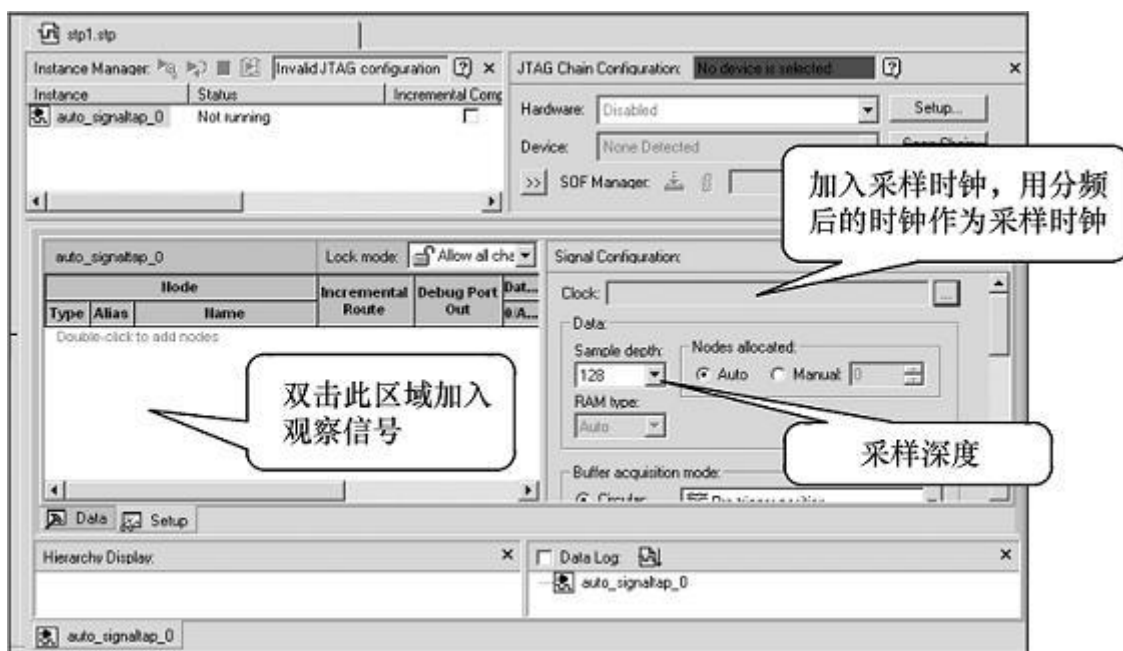 stp1.stp
Instance Manager: Invalid JTAG configuration ? ×
Instance Status Incremental Comp
auto_signaltap_0 Not running
JTAG Chain Configuration: No device is selected ? ×
Hardware: Disabled Setup...
Device: None Detected
>> SOF Manager:
加入采样时钟，用分频
后的时钟作为采样时钟
auto_signaltap_0 Lock mode: Allow all cha
Node Incremental Route Debug Port Out Dat...
Type Alias Name 0/A...
Double-click to add nodes
双击此区域加入
观察信号
Signal Configuration:
Clock: ...
Data:
Sample depth: Nodes allocated:
128 Auto Manual: 0
RAM type:
Auto
采样深度
Buffer acquisition mode:
Circular:
Data Setup
Hierarchy Display: ×
Data Log: ×
auto_signaltap_0
auto_signaltap_0